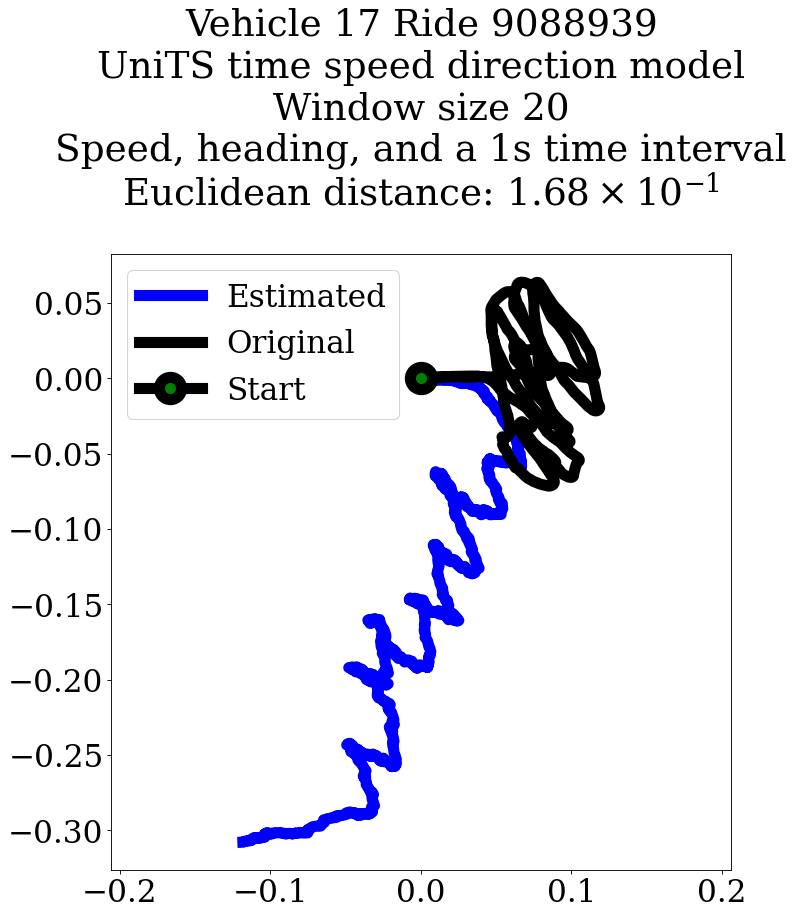 Vehicle 17 Ride 9088939
UniTS time speed direction model
Window size 20
Speed, heading, and a 1s time interval
Euclidean distance: 1.68 × 10⁻¹
Estimated
Original
Start
0.05
0.00
−0.05
−0.10
−0.15
−0.20
−0.25
−0.30
−0.2 −0.1 0.0 0.1 0.2